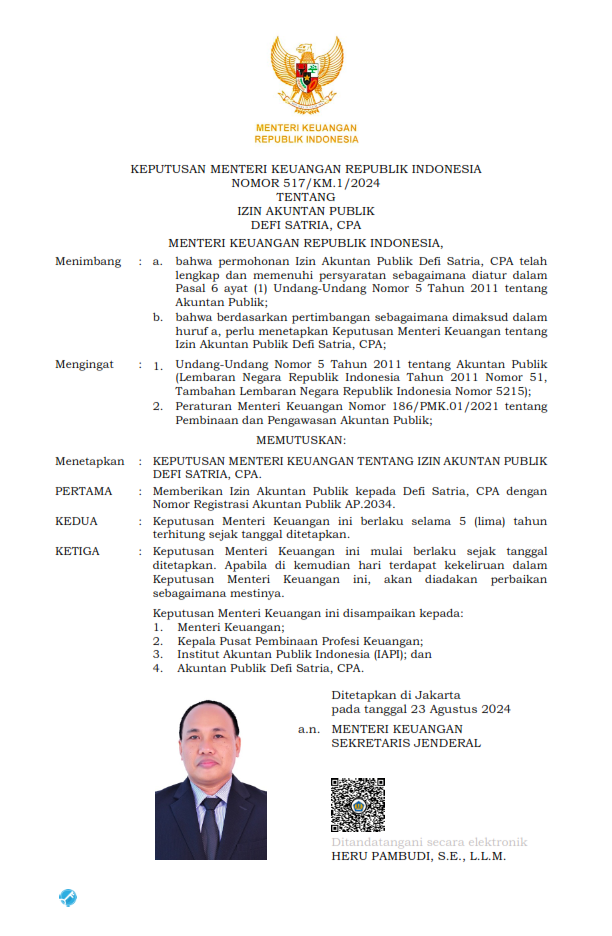 MENTERI KEUANGAN
REPUBLIK INDONESIA
KEPUTUSAN MENTERI KEUANGAN REPUBLIK INDONESIA
NOMOR 517/KM.1/2024
TENTANG
IZIN AKUNTAN PUBLIK
DEFI SATRIA, CPA
MENTERI KEUANGAN REPUBLIK INDONESIA,
Menimbang : a. bahwa permohonan Izin Akuntan Publik Defi Satria, CPA telah
lengkap dan memenuhi persyaratan sebagaimana diatur dalam
Pasal 6 ayat (1) Undang-Undang Nomor 5 Tahun 2011 tentang
Akuntan Publik;
b. bahwa berdasarkan pertimbangan sebagaimana dimaksud dalam
huruf a, perlu menetapkan Keputusan Menteri Keuangan tentang
Izin Akuntan Publik Defi Satria, CPA;
Mengingat : 1. Undang-Undang Nomor 5 Tahun 2011 tentang Akuntan Publik
(Lembaran Negara Republik Indonesia Tahun 2011 Nomor 51,
Tambahan Lembaran Negara Republik Indonesia Nomor 5215);
2. Peraturan Menteri Keuangan Nomor 186/PMK.01/2021 tentang
Pembinaan dan Pengawasan Akuntan Publik;
MEMUTUSKAN:
Menetapkan : KEPUTUSAN MENTERI KEUANGAN TENTANG IZIN AKUNTAN PUBLIK
DEFI SATRIA, CPA.
PERTAMA : Memberikan Izin Akuntan Publik kepada Defi Satria, CPA dengan
Nomor Registrasi Akuntan Publik AP.2034.
KEDUA : Keputusan Menteri Keuangan ini berlaku selama 5 (lima) tahun
terhitung sejak tanggal ditetapkan.
KETIGA : Keputusan Menteri Keuangan ini mulai berlaku sejak tanggal
ditetapkan. Apabila di kemudian hari terdapat kekeliruan dalam
Keputusan Menteri Keuangan ini, akan diadakan perbaikan
sebagaimana mestinya.
Keputusan Menteri Keuangan ini disampaikan kepada:
1. Menteri Keuangan;
2. Kepala Pusat Pembinaan Profesi Keuangan;
3. Institut Akuntan Publik Indonesia (IAPI); dan
4. Akuntan Publik Defi Satria, CPA.
Ditetapkan di Jakarta
pada tanggal 23 Agustus 2024
a.n. MENTERI KEUANGAN
SEKRETARIS JENDERAL
Ditandatangani secara elektronik
HERU PAMBUDI, S.E., L.L.M.